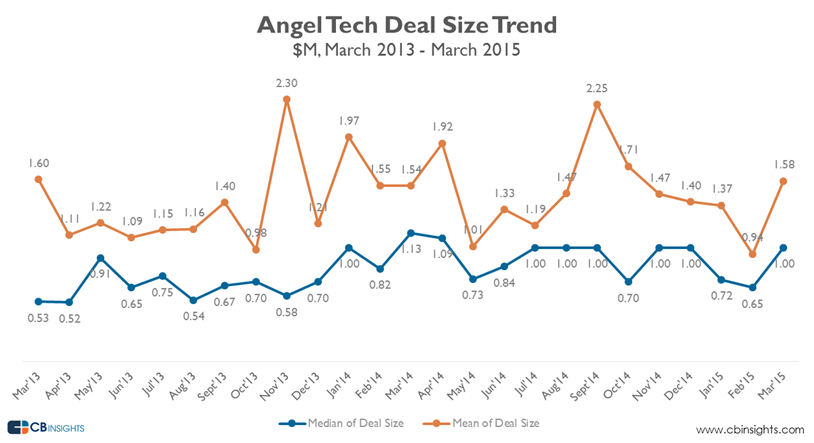 Angel Tech Deal Size Trend
$M, March 2013 - March 2015
1.60 1.11 1.22 1.09 1.15 1.16 1.40 0.98 2.30 1.21 1.97 1.55 1.54 1.92 1.01 1.33 1.19 1.47 2.25 1.71 1.47 1.40 1.37 0.94 1.58
0.53 0.52 0.91 0.65 0.75 0.54 0.67 0.70 0.58 0.70 1.00 0.82 1.13 1.09 0.73 0.84 1.00 1.00 1.00 0.70 1.00 1.00 0.72 0.65 1.00
Mar'13 Apr'13 May'13 Jun'13 Jul'13 Aug'13 Sept'13 Oct'13 Nov'13 Dec'13 Jan'14 Feb'14 Mar'14 Apr'14 May'14 Jun'14 Jul'14 Aug'14 Sept'14 Oct'14 Nov'14 Dec'14 Jan'15 Feb'15 Mar'15
CBINSIGHTS
Median of Deal Size Mean of Deal Size
www.cbinsights.com